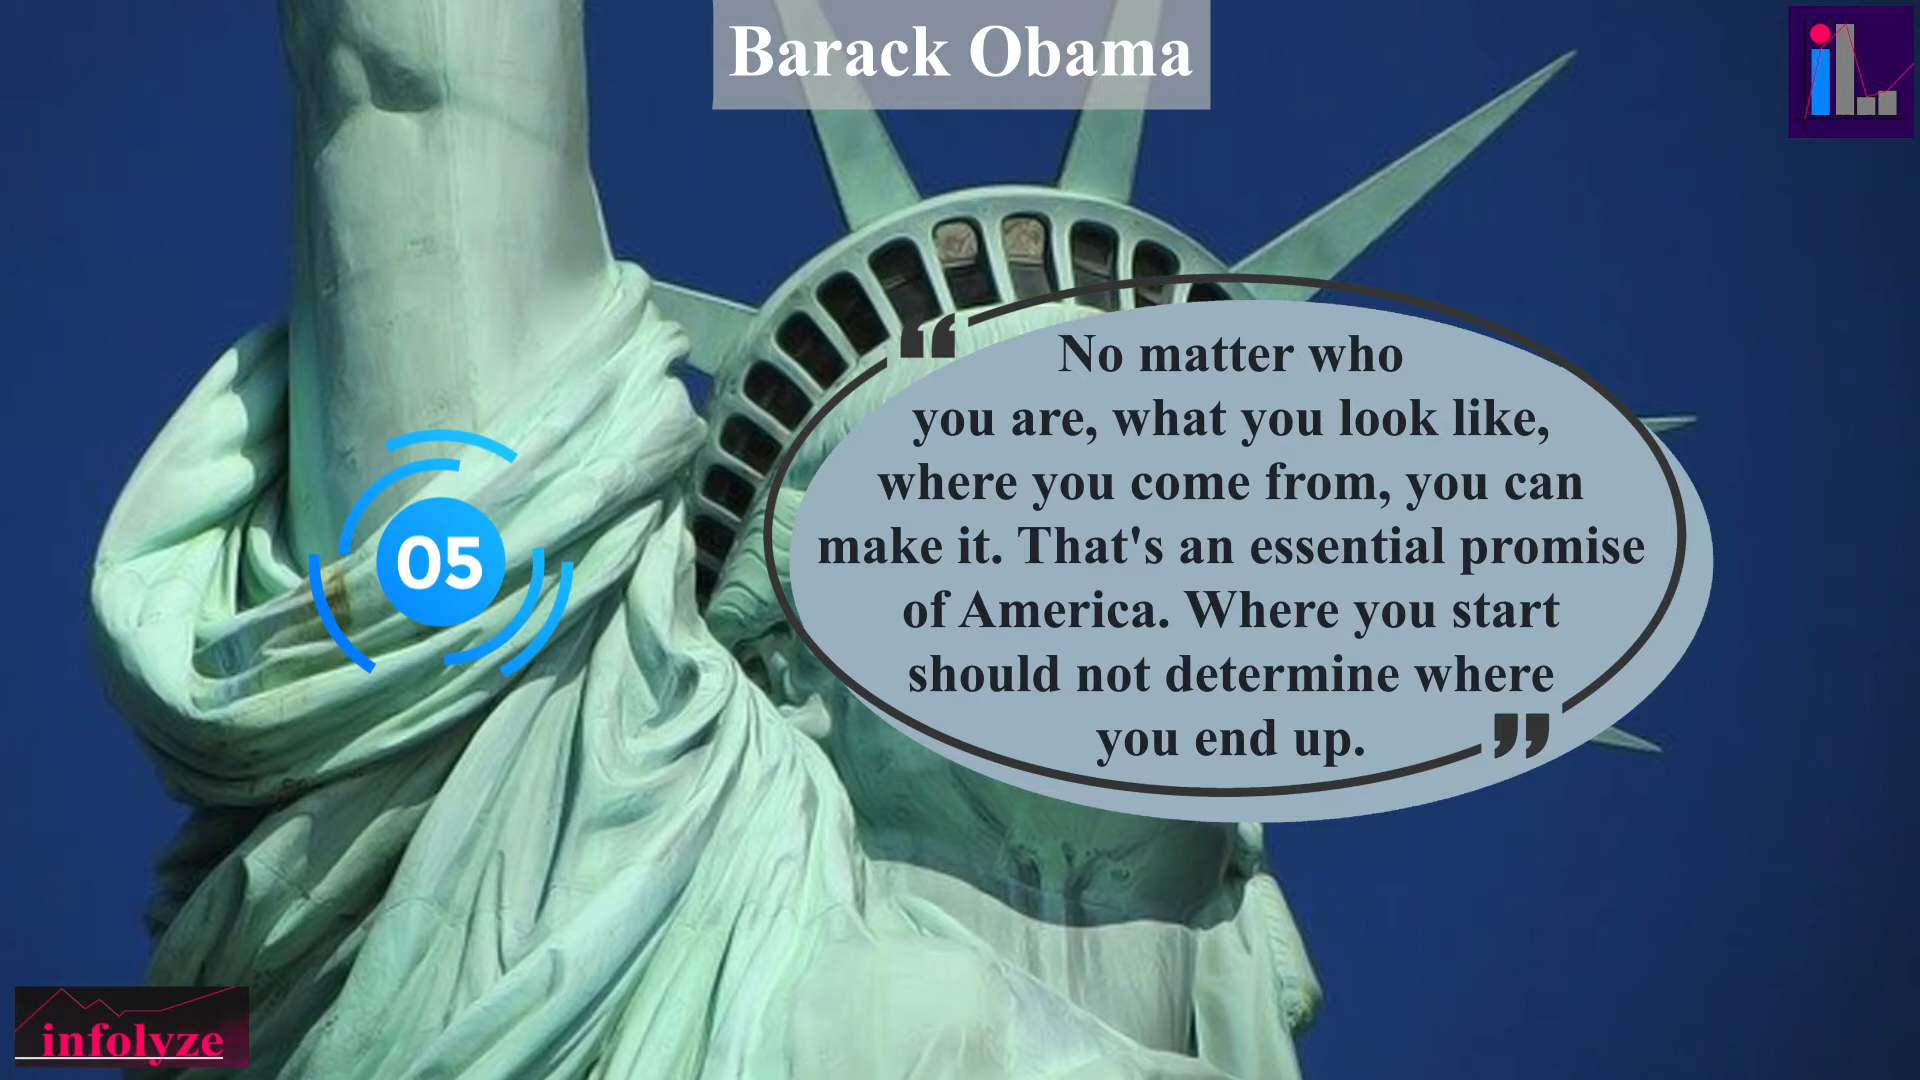 Barack Obama
No matter who
you are, what you look like,
where you come from, you can
make it. That's an essential promise
of America. Where you start
should not determine where
you end up.
05
infolyze